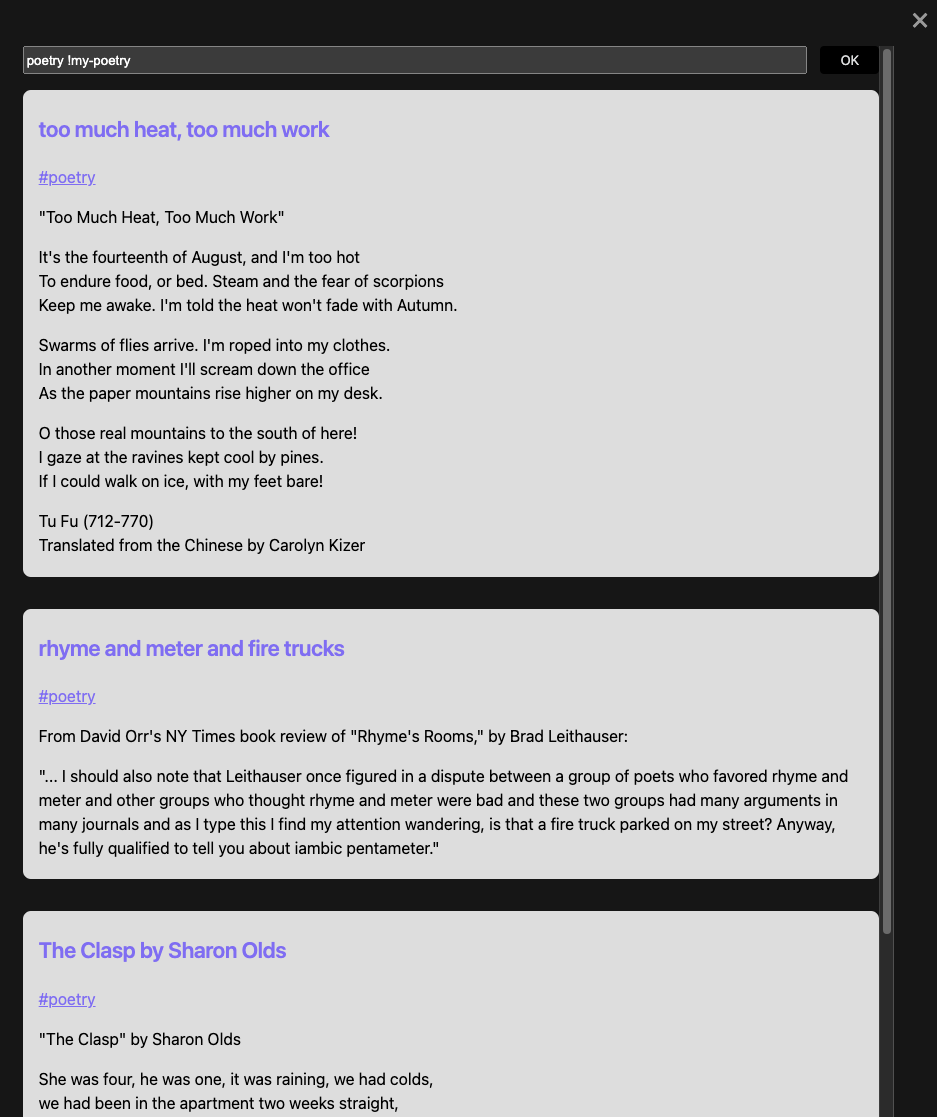 poetry !my-poetry
OK
too much heat, too much work
#poetry
"Too Much Heat, Too Much Work"
It's the fourteenth of August, and I'm too hot
To endure food, or bed. Steam and the fear of scorpions
Keep me awake. I'm told the heat won't fade with Autumn.
Swarms of flies arrive. I'm roped into my clothes.
In another moment I'll scream down the office
As the paper mountains rise higher on my desk.
O those real mountains to the south of here!
I gaze at the ravines kept cool by pines.
If I could walk on ice, with my feet bare!
Tu Fu (712-770)
Translated from the Chinese by Carolyn Kizer
rhyme and meter and fire trucks
#poetry
From David Orr's NY Times book review of "Rhyme's Rooms," by Brad Leithauser:
"... I should also note that Leithauser once figured in a dispute between a group of poets who favored rhyme and
meter and other groups who thought rhyme and meter were bad and these two groups had many arguments in
many journals and as I type this I find my attention wandering, is that a fire truck parked on my street? Anyway,
he's fully qualified to tell you about iambic pentameter."
The Clasp by Sharon Olds
#poetry
"The Clasp" by Sharon Olds
She was four, he was one, it was raining, we had colds,
we had been in the apartment two weeks straight,